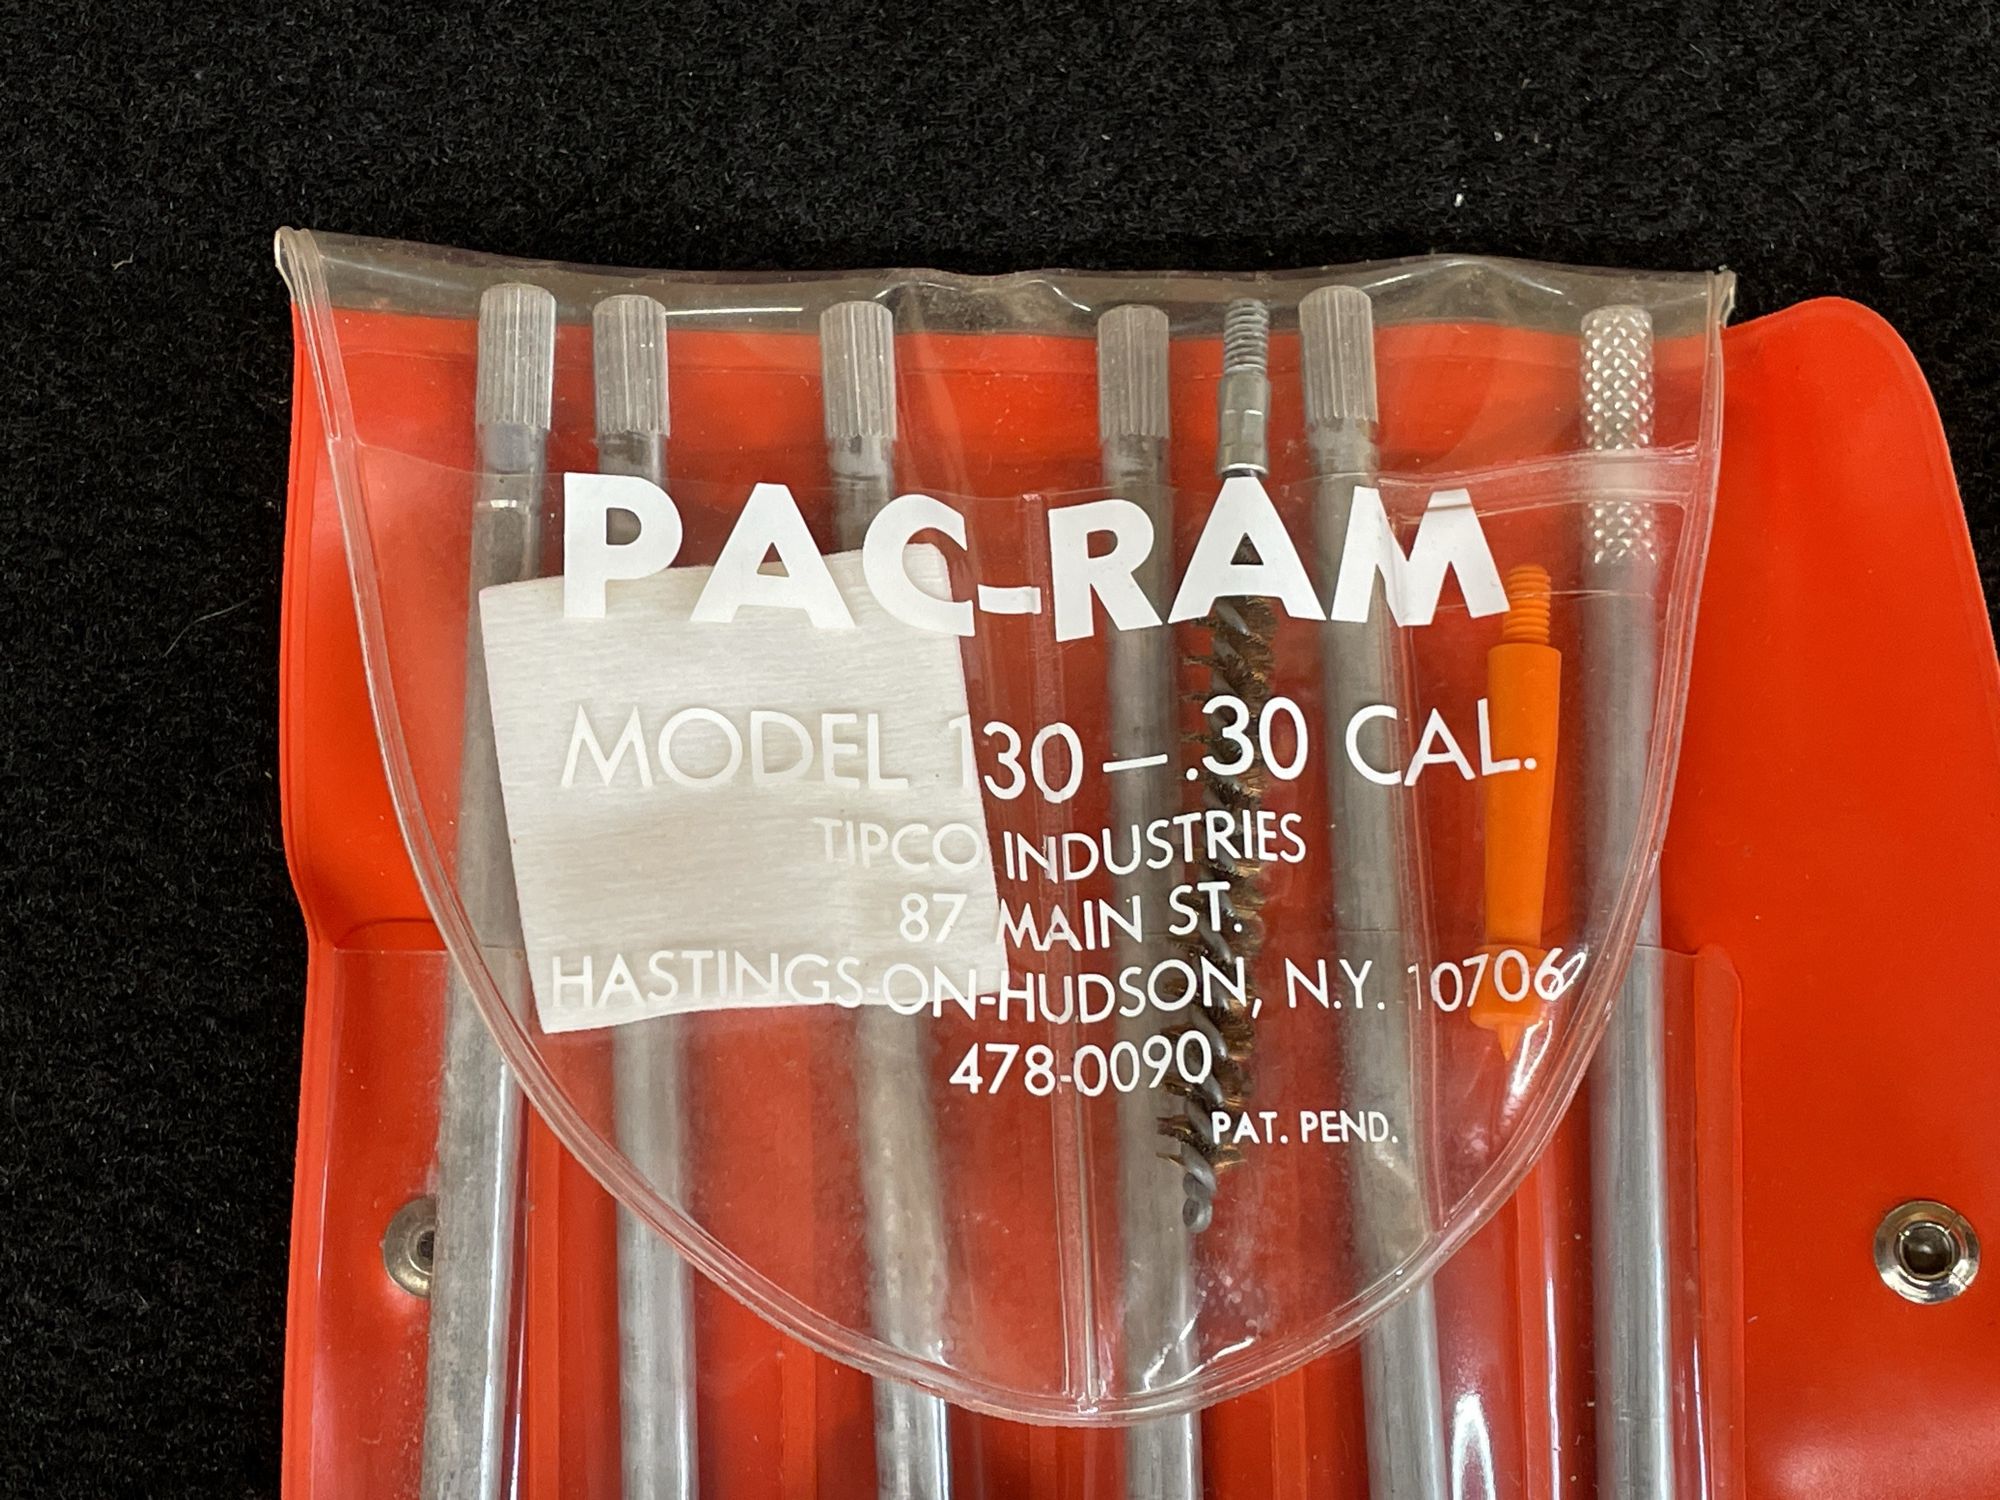 PAC-RAM
MODEL 130 – .30 CAL.
TIPCO INDUSTRIES
87 MAIN ST.
HASTINGS-ON-HUDSON, N.Y. 10706
478-0090
PAT. PEND.